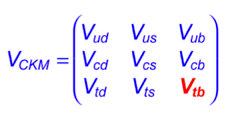 V_CKM = ( V_ud V_us V_ub
V_cd V_cs V_cb
V_td V_ts V_tb )